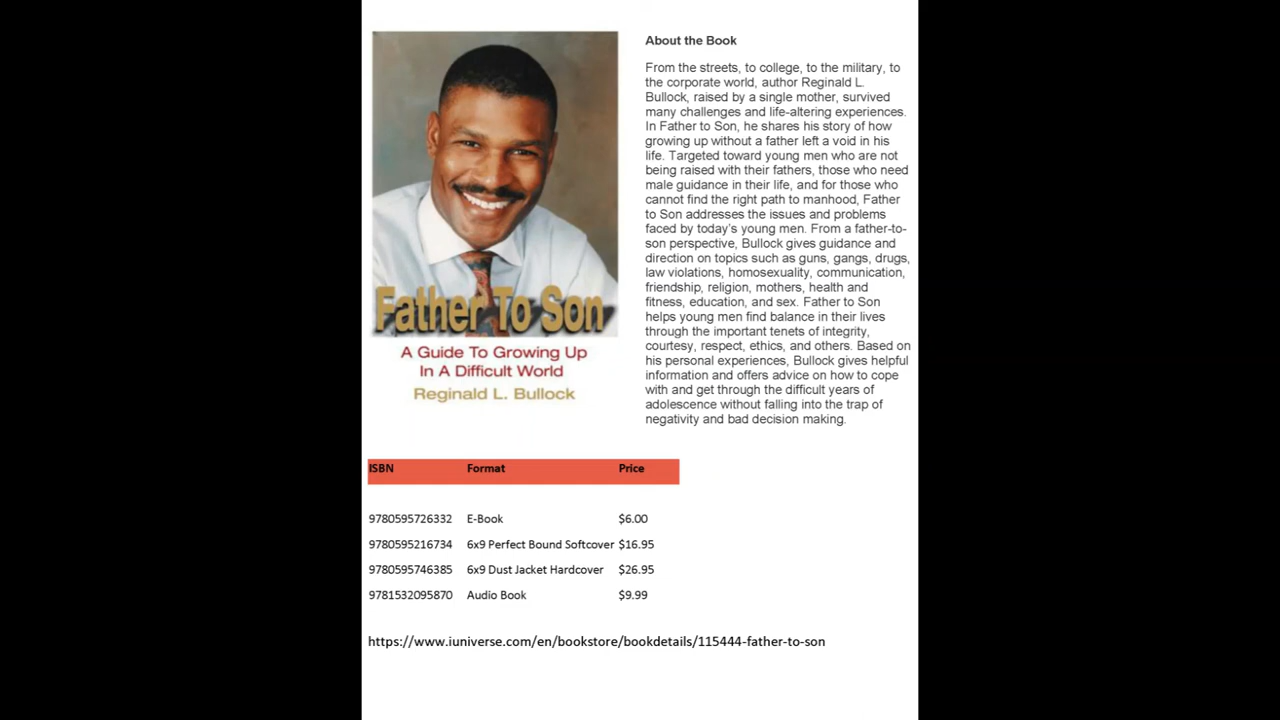 Father To Son
A Guide To Growing Up
In A Difficult World
Reginald L. Bullock
About the Book
From the streets, to college, to the military, to
the corporate world, author Reginald L.
Bullock, raised by a single mother, survived
many challenges and life-altering experiences.
In Father to Son, he shares his story of how
growing up without a father left a void in his
life. Targeted toward young men who are not
being raised with their fathers, those who need
male guidance in their life, and for those who
cannot find the right path to manhood, Father
to Son addresses the issues and problems
faced by today’s young men. From a father-to-
son perspective, Bullock gives guidance and
direction on topics such as guns, gangs, drugs,
law violations, homosexuality, communication,
friendship, religion, mothers, health and
fitness, education, and sex. Father to Son
helps young men find balance in their lives
through the important tenets of integrity,
courtesy, respect, ethics, and others. Based on
his personal experiences, Bullock gives helpful
information and offers advice on how to cope
with and get through the difficult years of
adolescence without falling into the trap of
negativity and bad decision making.
ISBN Format Price
9780595726332 E-Book $6.00
9780595216734 6x9 Perfect Bound Softcover $16.95
9780595746385 6x9 Dust Jacket Hardcover $26.95
9781532095870 Audio Book $9.99
https://www.iuniverse.com/en/bookstore/bookdetails/115444-father-to-son